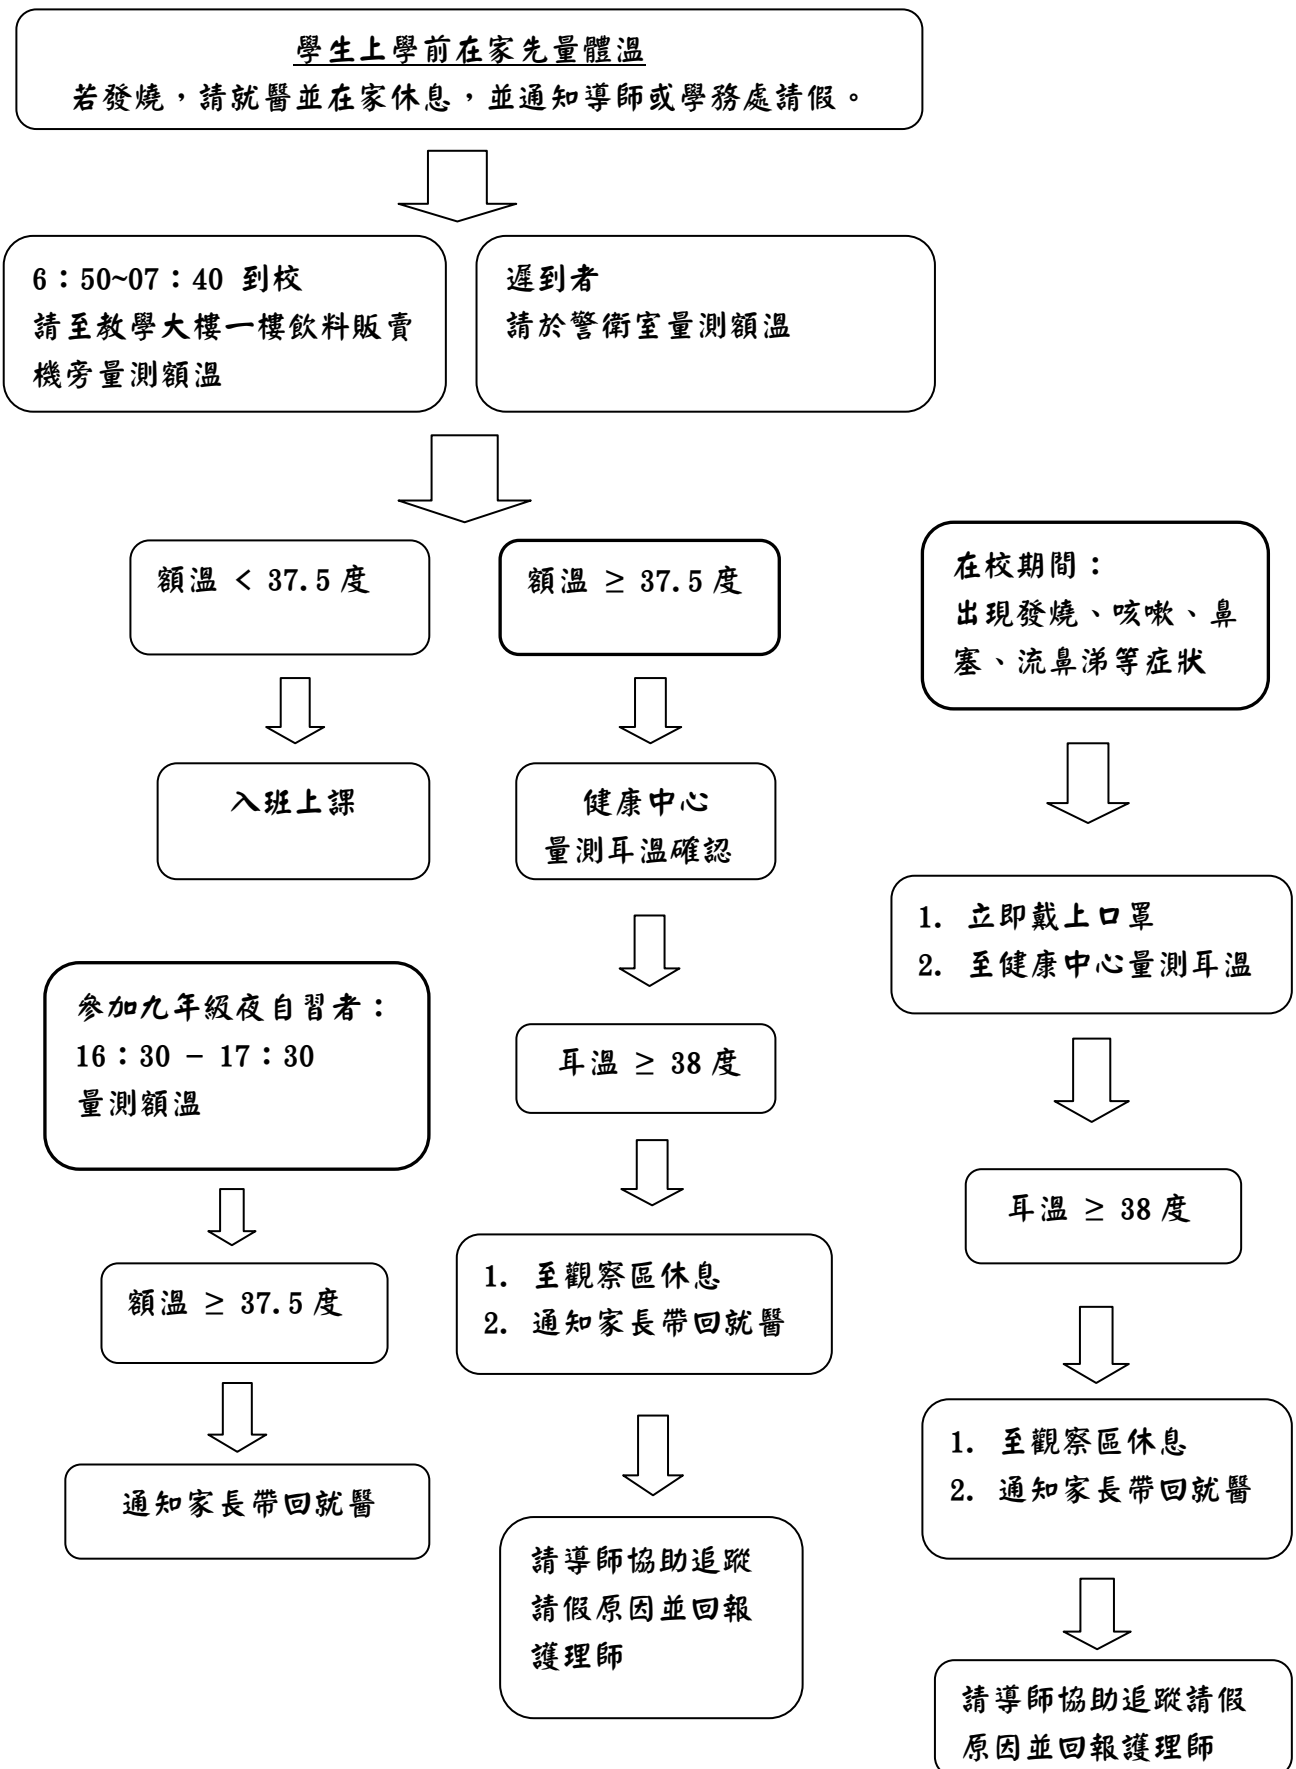 學生上學前在家先量體溫
若發燒，請就醫並在家休息，並通知導師或學務處請假。
6：50~07：40 到校
請至教學大樓一樓飲料販賣
機旁量測額溫
遲到者
請於警衛室量測額溫
額溫 < 37.5 度
額溫 ≥ 37.5 度
在校期間：
出現發燒、咳嗽、鼻
塞、流鼻涕等症狀
入班上課
健康中心
量測耳溫確認
1. 立即戴上口罩
2. 至健康中心量測耳溫
參加九年級夜自習者：
16：30 – 17：30
量測額溫
耳溫 ≥ 38 度
耳溫 ≥ 38 度
額溫 ≥ 37.5 度
1. 至觀察區休息
2. 通知家長帶回就醫
1. 至觀察區休息
2. 通知家長帶回就醫
通知家長帶回就醫
請導師協助追蹤
請假原因並回報
護理師
請導師協助追蹤請假
原因並回報護理師